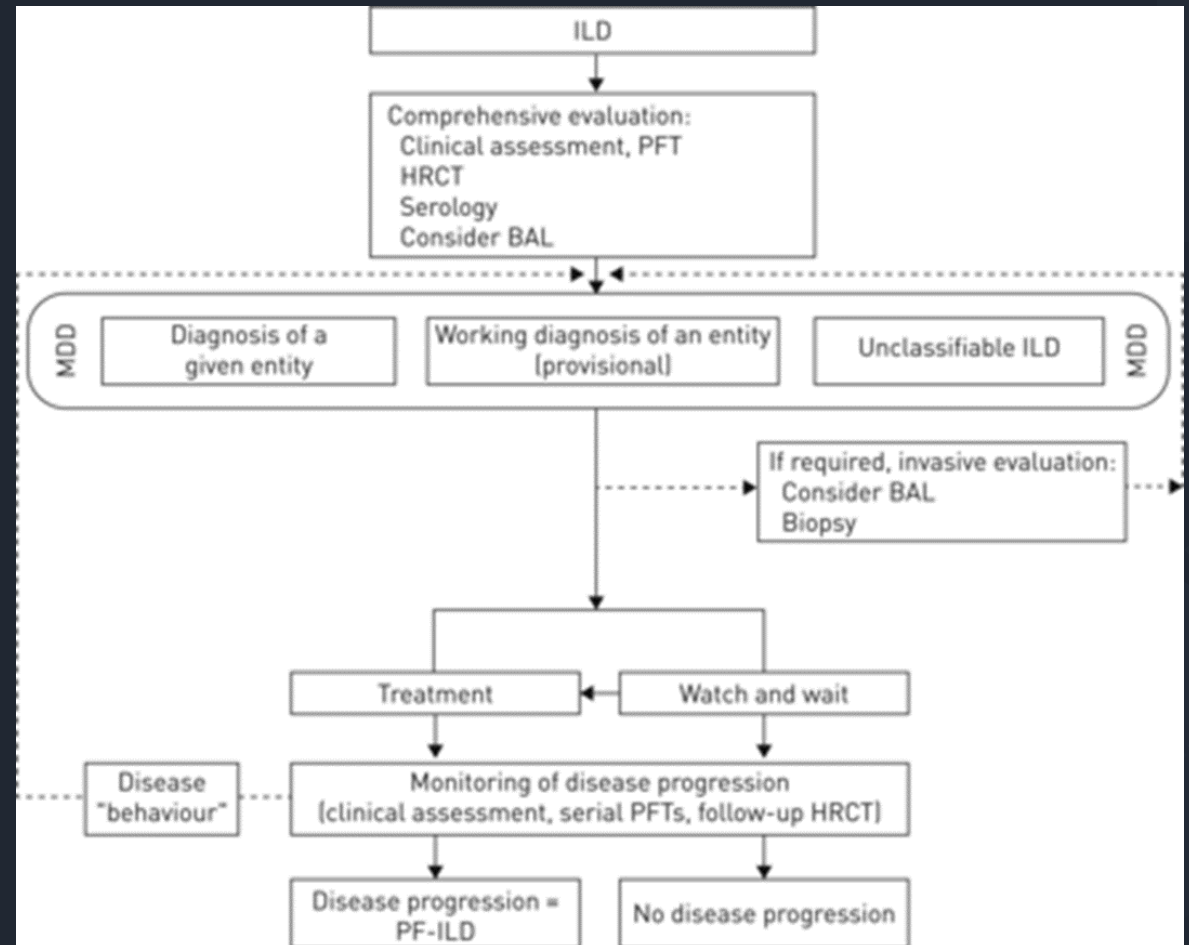 ILD
Comprehensive evaluation:
Clinical assessment, PFT
HRCT
Serology
Consider BAL
MDD
Diagnosis of a
given entity
Working diagnosis of an entity
(provisional)
Unclassifiable ILD
MDD
If required, invasive evaluation:
Consider BAL
Biopsy
Treatment
Watch and wait
Disease
"behaviour"
Monitoring of disease progression
(clinical assessment, serial PFTs, follow-up HRCT)
Disease progression =
PF-ILD
No disease progression